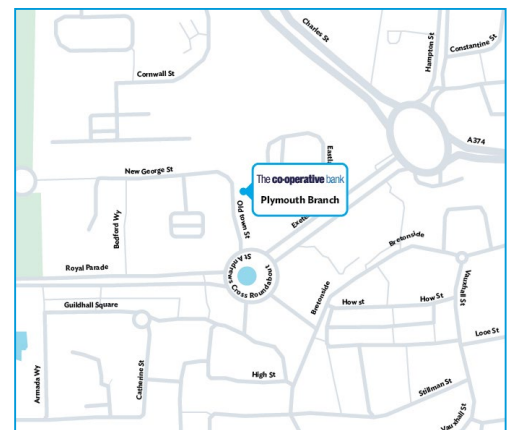 Charles St
Hampton St
Constantine St
Cornwall St
A374
New George St
The co-operative bank
Plymouth Branch
Old town St
Bedford Wy
Bretonside
St Andrews Cross Roundabout
Royal Parade
Vauxhall St
Guildhall Square
Bretonside
How st
How St
Looe St
High St
Stillman St
Armada Wy
Catherine St
Vauxhall St